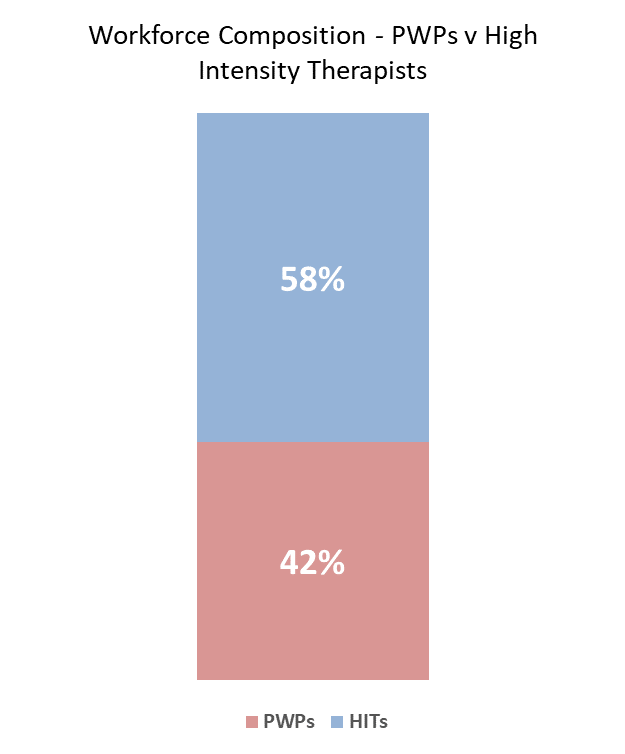 Workforce Composition - PWPs v High
Intensity Therapists
58%
42%
PWPs HITs